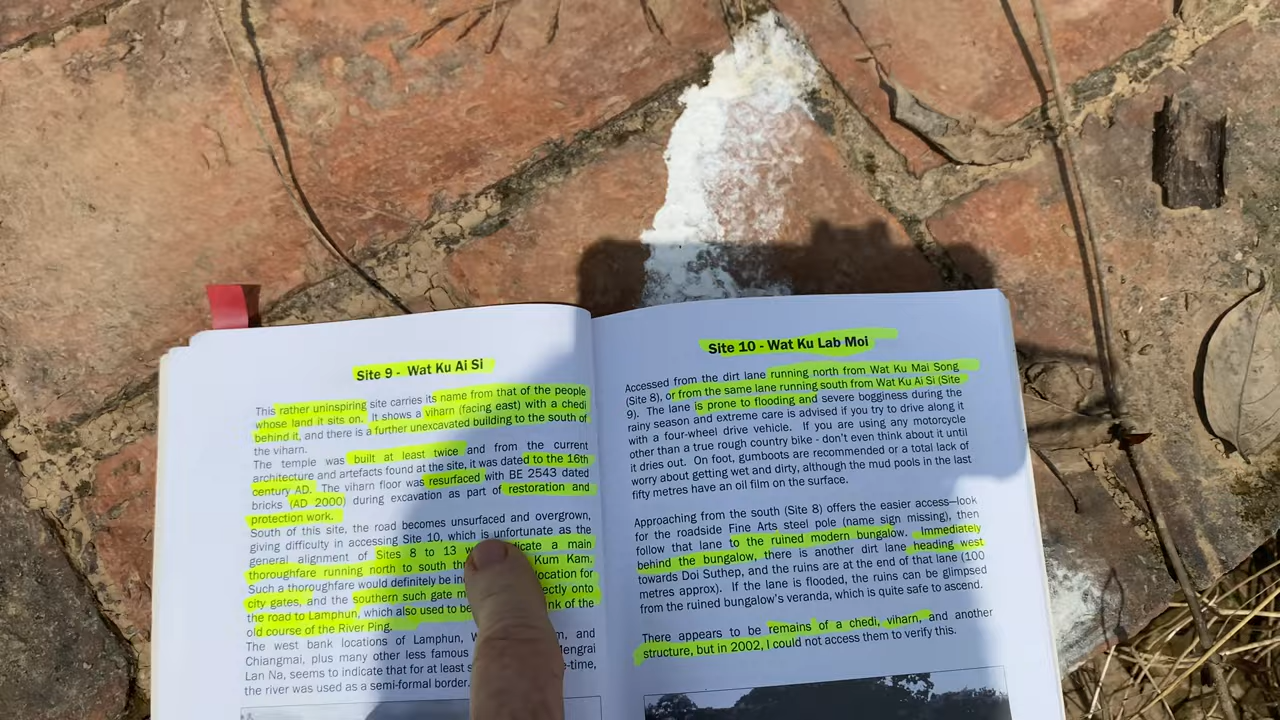 Site 9 - Wat Ku Ai Si
This rather uninspiring site carries its name from that of the people
whose land it sits on. It shows a viharn (facing east) with a chedi
behind it, and there is a further unexcavated building to the south of
the viharn.
The temple was built at least twice and from the current
architecture and artefacts found at the site, it was dated to the 16th
century AD. The viharn floor was resurfaced with BE 2543 dated
bricks (AD 2000) during excavation as part of restoration and
protection work.
South of this site, the road becomes unsurfaced and overgrown,
giving difficulty in accessing Site 10, which is unfortunate as the
general alignment of Sites 8 to 13 a main
thoroughfare running north to south Kum Kam.
Such a thoroughfare would definitely be location for
city gates, and the southern such gate onto
the road to Lamphun, which also used to be of the
old course of the River Ping.
The west bank locations of Lamphun, and
Chiangmai, plus many other less famous
Lan Na, seems to indicate that for at least
the river was used as a semi-formal border.
Site 10 - Wat Ku Lab Moi
Accessed from the dirt lane running north from Wat Ku Mai Song
(Site 8), or from the same lane running south from Wat Ku Ai Si (Site
9). The lane is prone to flooding and severe bogginess during the
rainy season and extreme care is advised if you try to drive along it
with a four-wheel drive vehicle. If you are using any motorcycle
other than a true rough country bike - don't even think about it until
it dries out. On foot, gumboots are recommended or a total lack of
worry about getting wet and dirty, although the mud pools in the last
fifty metres have an oil film on the surface.
Approaching from the south (Site 8) offers the easier access–look
for the roadside Fine Arts steel pole (name sign missing), then
follow that lane to the ruined modern bungalow. Immediately
behind the bungalow, there is another dirt lane heading west
towards Doi Suthep, and the ruins are at the end of that lane (100
metres approx). If the lane is flooded, the ruins can be glimpsed
from the ruined bungalow's veranda, which is quite safe to ascend.
There appears to be remains of a chedi, viharn, and another
structure, but in 2002, I could not access them to verify this.